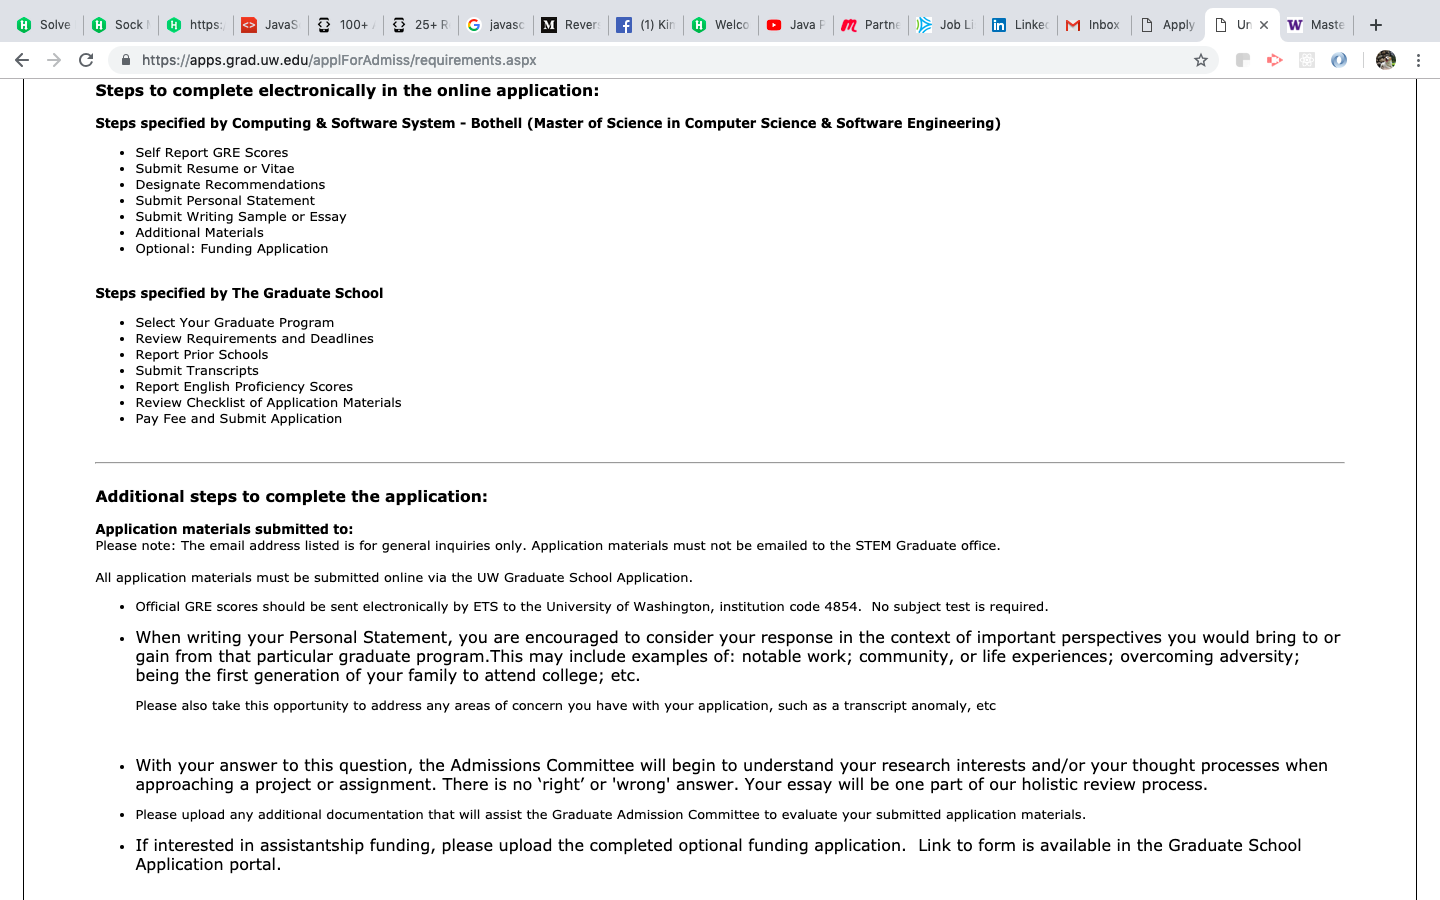 Solve
Sock
https:
JavaS
100+
25+ R
javasc
Rever
(1) Kin
Welco
Java P
Partne
Job Li
Linked
Inbox
Apply
Un
Maste
https://apps.grad.uw.edu/applForAdmiss/requirements.aspx
Steps to complete electronically in the online application:
Steps specified by Computing & Software System - Bothell (Master of Science in Computer Science & Software Engineering)
• Self Report GRE Scores
• Submit Resume or Vitae
• Designate Recommendations
• Submit Personal Statement
• Submit Writing Sample or Essay
• Additional Materials
• Optional: Funding Application
Steps specified by The Graduate School
• Select Your Graduate Program
• Review Requirements and Deadlines
• Report Prior Schools
• Submit Transcripts
• Report English Proficiency Scores
• Review Checklist of Application Materials
• Pay Fee and Submit Application
Additional steps to complete the application:
Application materials submitted to:
Please note: The email address listed is for general inquiries only. Application materials must not be emailed to the STEM Graduate office.
All application materials must be submitted online via the UW Graduate School Application.
• Official GRE scores should be sent electronically by ETS to the University of Washington, institution code 4854.  No subject test is required.
• When writing your Personal Statement, you are encouraged to consider your response in the context of important perspectives you would bring to or
gain from that particular graduate program.This may include examples of: notable work; community, or life experiences; overcoming adversity;
being the first generation of your family to attend college; etc.
Please also take this opportunity to address any areas of concern you have with your application, such as a transcript anomaly, etc
• With your answer to this question, the Admissions Committee will begin to understand your research interests and/or your thought processes when
approaching a project or assignment. There is no ‘right’ or 'wrong' answer. Your essay will be one part of our holistic review process.
• Please upload any additional documentation that will assist the Graduate Admission Committee to evaluate your submitted application materials.
• If interested in assistantship funding, please upload the completed optional funding application.  Link to form is available in the Graduate School
Application portal.